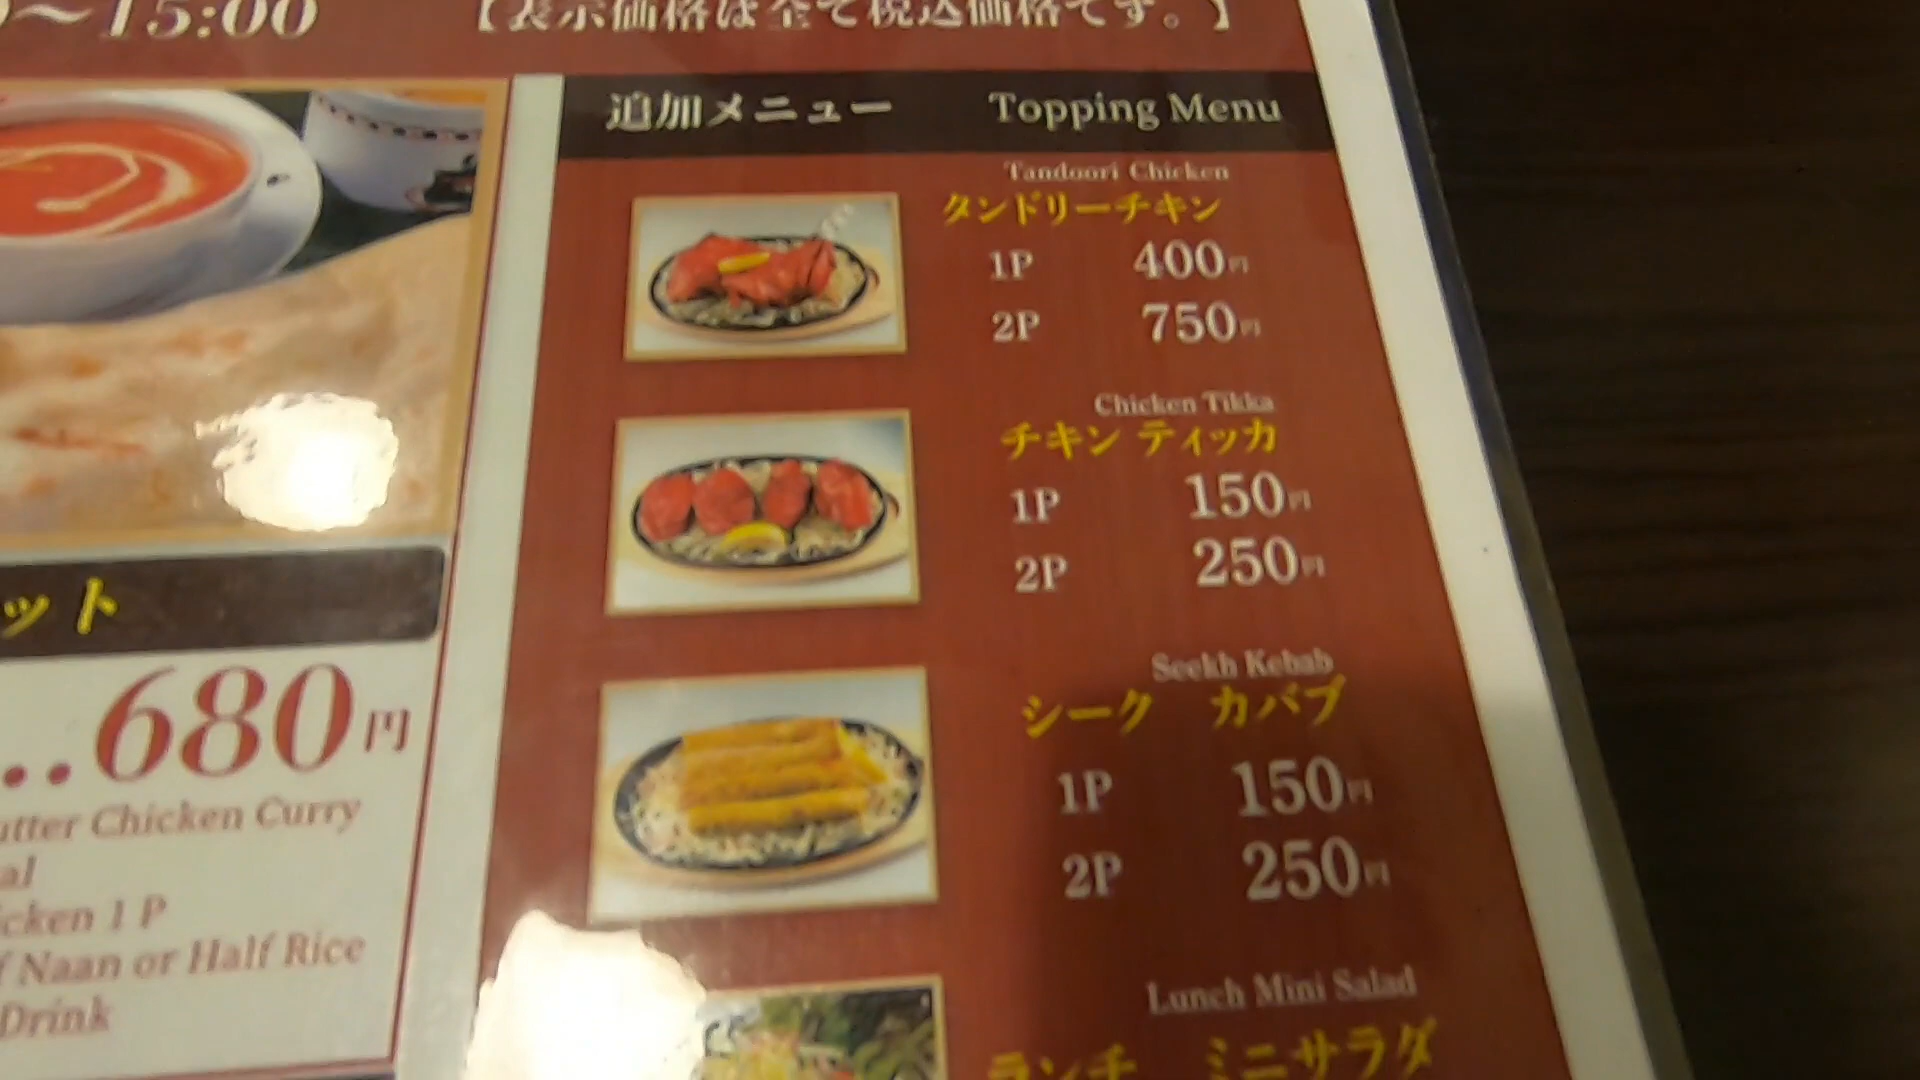 ～15:00
【表示価格は全て税込価格です。】
追加メニュー Topping Menu
Tandoori Chicken
タンドリーチキン
1P 400円
2P 750円
Chicken Tikka
チキン ティッカ
1P 150円
2P 250円
Seekh Kebab
シーク カバブ
1P 150円
2P 250円
Lunch Mini Salad
ランチ ミニサラダ
ット
..680円
utter Chicken Curry
al
icken 1 P
f Naan or Half Rice
Drink